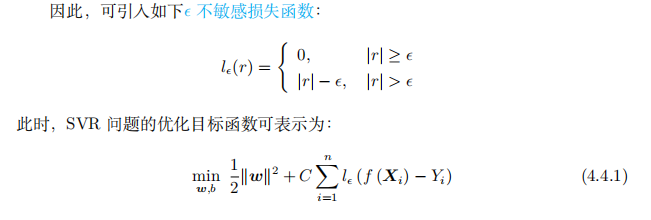 因此，可引入如下ϵ 不敏感损失函数：
l_ϵ(r) = { 0, |r| ≥ ϵ
|r| − ϵ, |r| > ϵ
此时，SVR 问题的优化目标函数可表示为：
min_{w,b} 1/2 ‖w‖² + C ∑_{i=1}^{n} l_ϵ (f (X_i) − Y_i) (4.4.1)